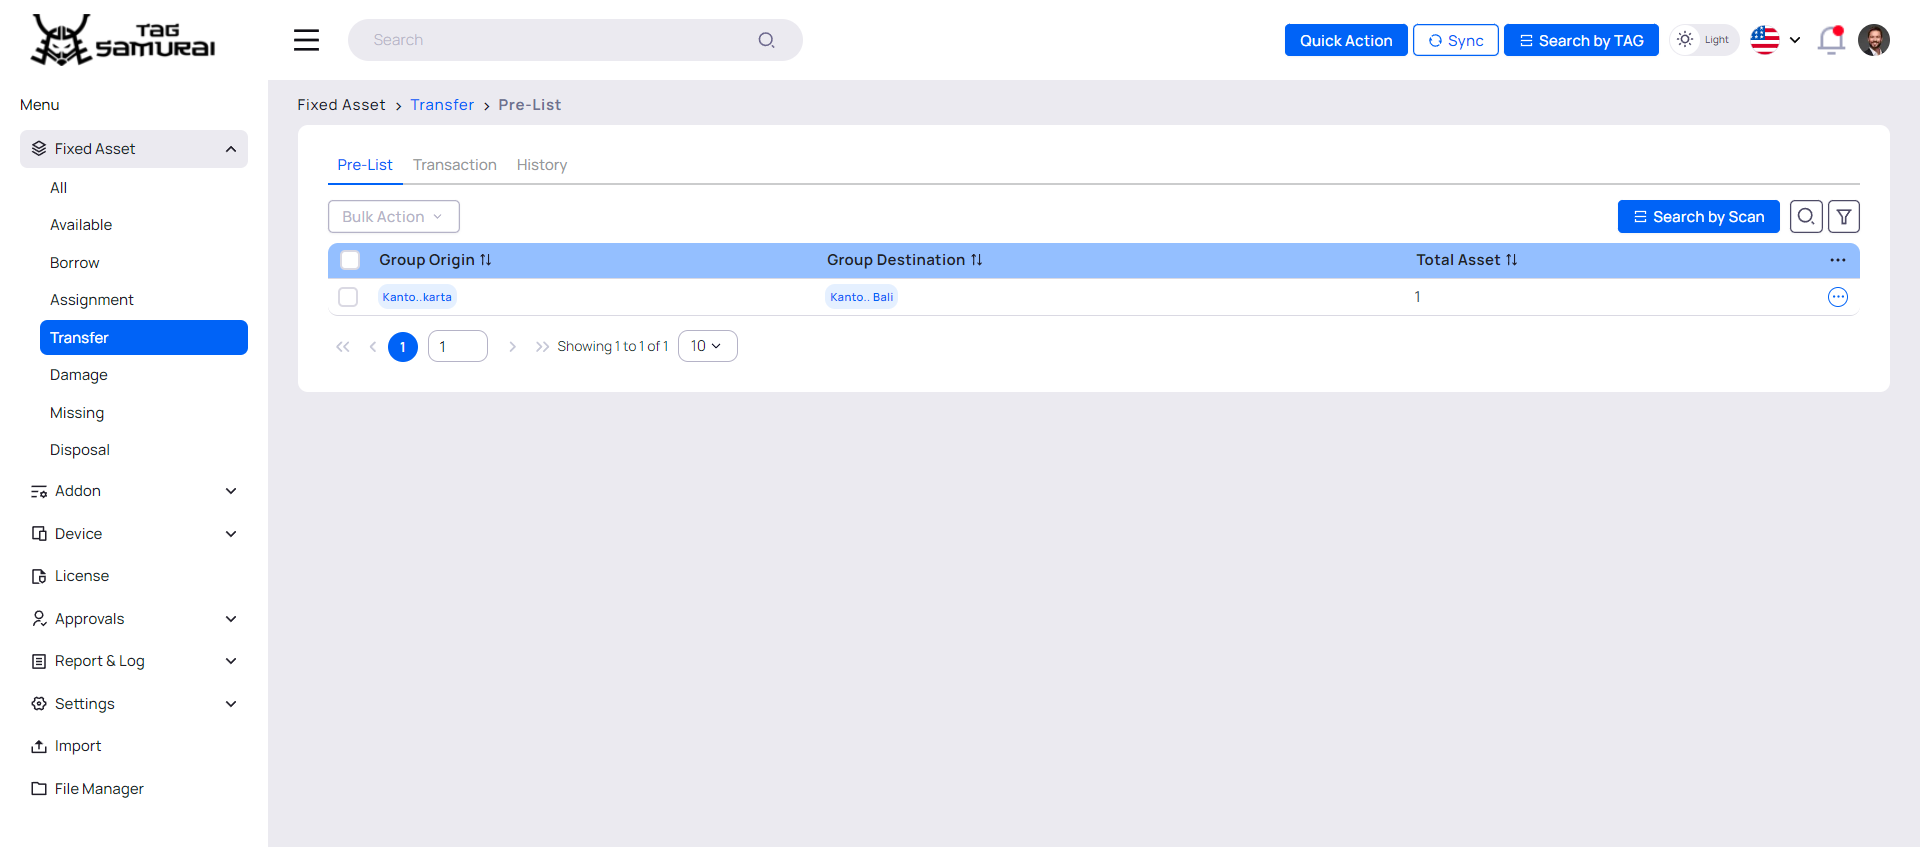 TAG SAMURAI
Search
Quick Action
Sync
Search by TAG
Light
Menu
Fixed Asset
All
Available
Borrow
Assignment
Transfer
Damage
Missing
Disposal
Addon
Device
License
Approvals
Report & Log
Settings
Import
File Manager
Fixed Asset > Transfer > Pre-List
Pre-List Transaction History
Bulk Action
Search by Scan
Group Origin Group Destination Total Asset
Kanto..karta Kanto.. Bali 1
1 1 Showing 1 to 1 of 1 10